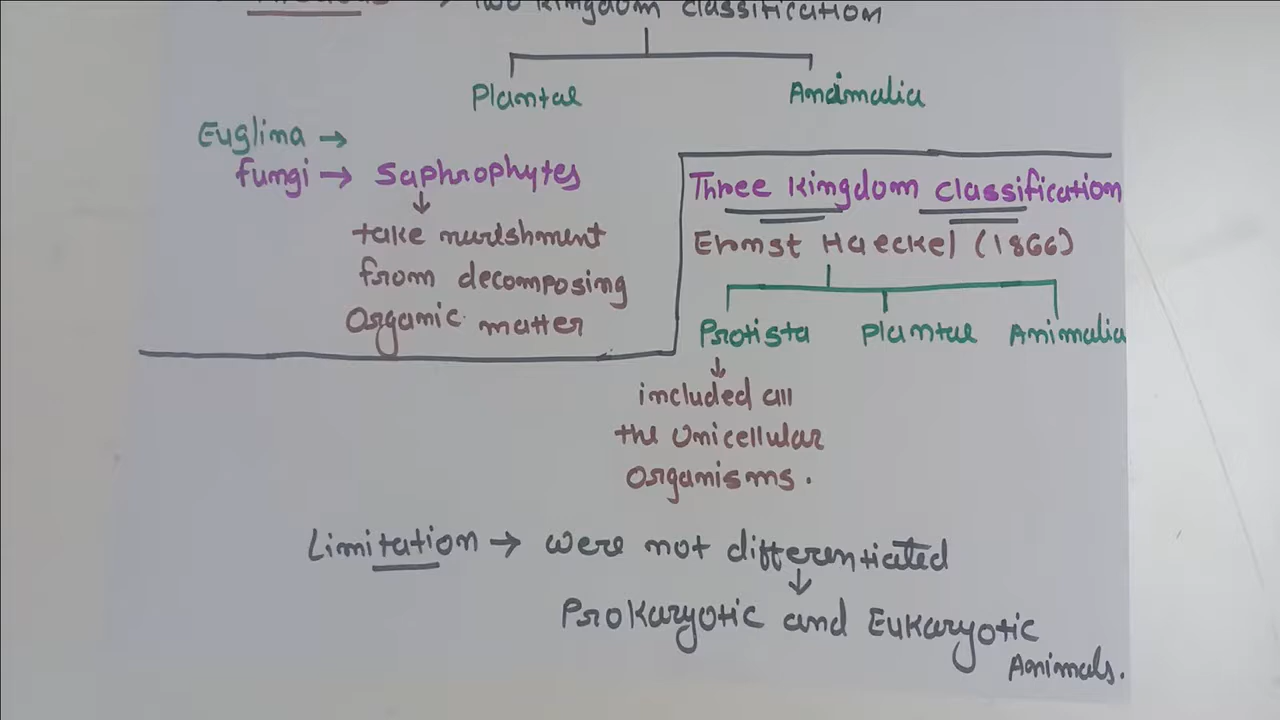 Two kingdom classification
Plantae
Animalia
Euglina →
fungi → Saphrophytes
take nurishment
from decomposing
Organic matter
Three kingdom classification
Ernst Haeckel (1866)
Protista Plantae Animalia
included all
the Unicellular
Organisms.
Limitation → were not differentiated
Prokaryotic and Eukaryotic
Animals.